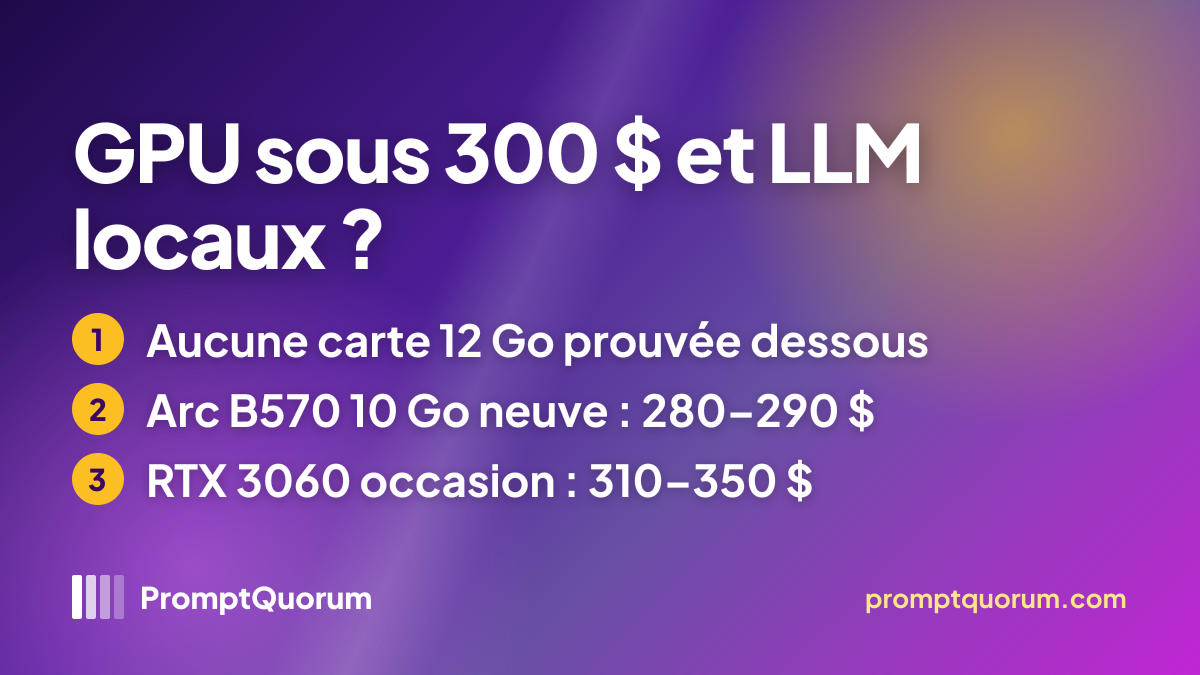 GPU sous 300 $ et LLM
locaux ?
1 Aucune carte 12 Go prouvée dessous
2 Arc B570 10 Go neuve : 280–290 $
3 RTX 3060 occasion : 310–350 $
PromptQuorum
promptquorum.com